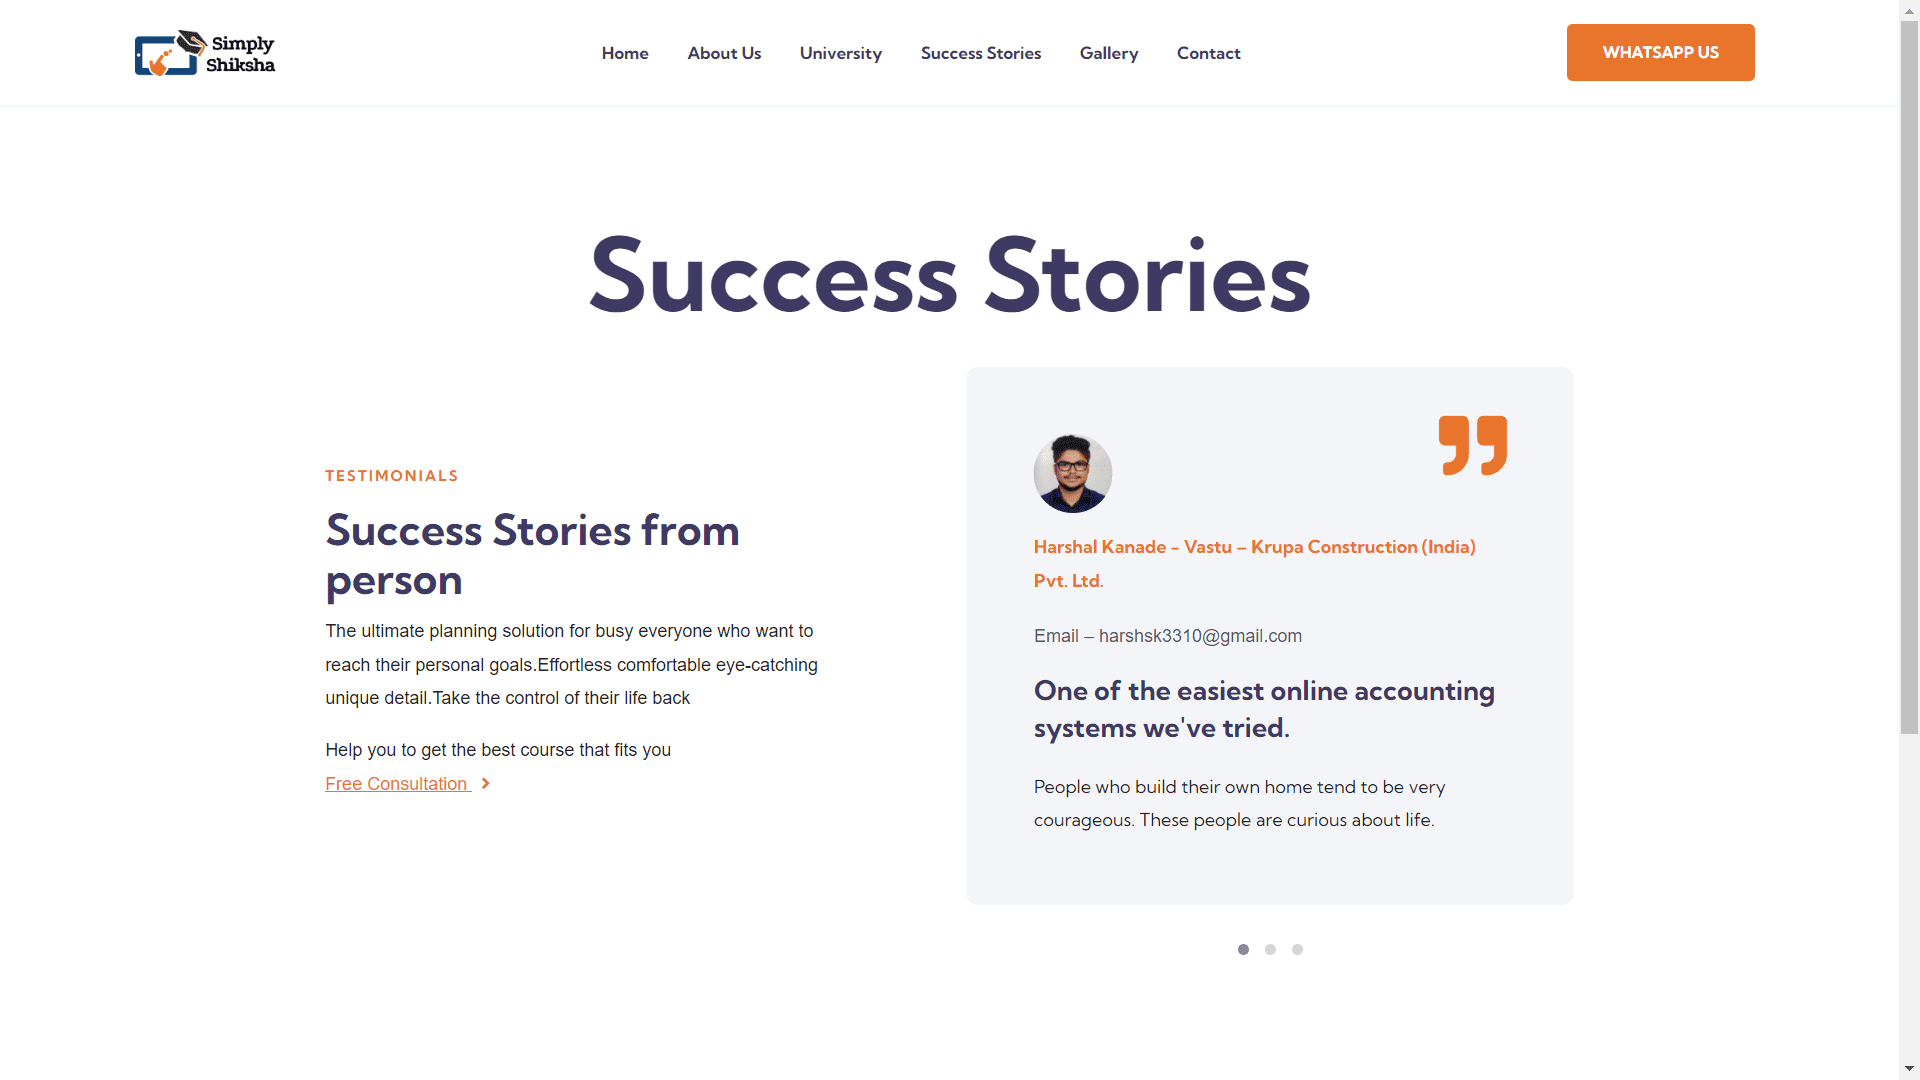 Simply
Shiksha
Home
About Us
University
Success Stories
Gallery
Contact
WHATSAPP US
Success Stories
TESTIMONIALS
Success Stories from
person
The ultimate planning solution for busy everyone who want to
reach their personal goals.Effortless comfortable eye-catching
unique detail.Take the control of their life back
Help you to get the best course that fits you
Free Consultation
Harshal Kanade - Vastu – Krupa Construction (India)
Pvt. Ltd.
Email – harshsk3310@gmail.com
One of the easiest online accounting
systems we've tried.
People who build their own home tend to be very
courageous. These people are curious about life.